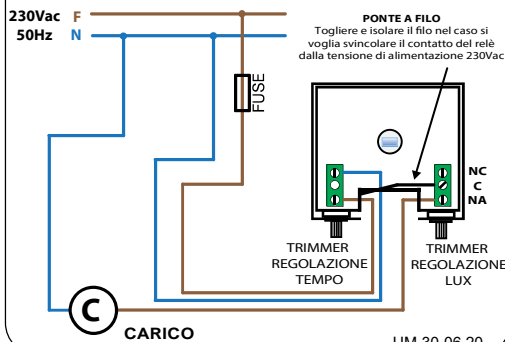 230Vac F
50Hz N
PONTE A FILO
Togliere e isolare il filo nel caso si
voglia svincolare il contatto del relè
dalla tensione di alimentazione 230Vac
FUSE
NC
C
NA
TRIMMER
REGOLAZIONE
TEMPO
TRIMMER
REGOLAZIONE
LUX
C
CARICO